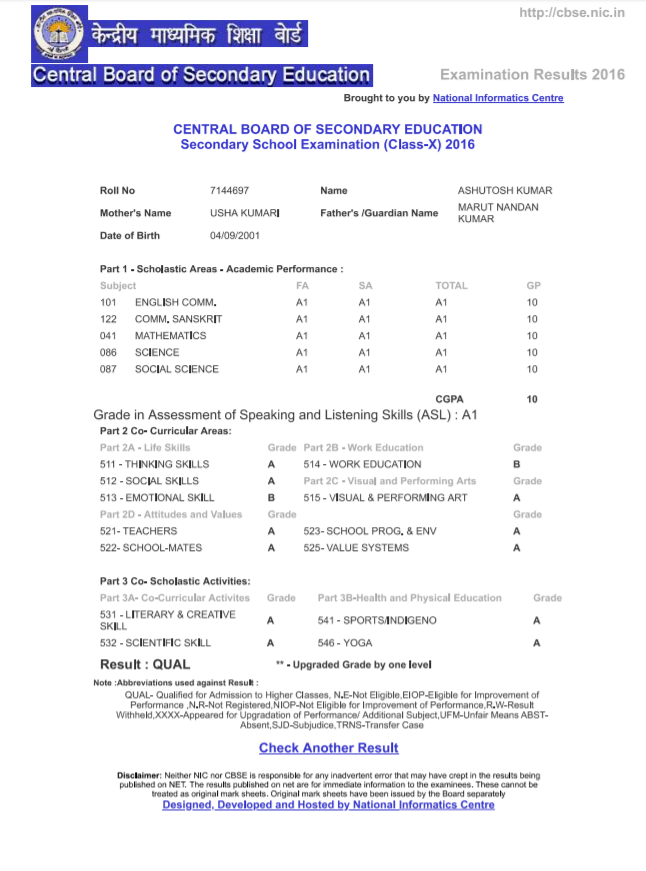 http://cbse.nic.in
केन्द्रीय माध्यमिक शिक्षा बोर्ड
Central Board of Secondary Education
Examination Results 2016
Brought to you by National Informatics Centre
CENTRAL BOARD OF SECONDARY EDUCATION
Secondary School Examination (Class-X) 2016
Roll No 7144697 Name ASHUTOSH KUMAR
Mother's Name USHA KUMARI Father's /Guardian Name MARUT NANDAN
KUMAR
Date of Birth 04/09/2001
Part 1 - Scholastic Areas - Academic Performance :
Subject FA SA TOTAL GP
101 ENGLISH COMM. A1 A1 A1 10
122 COMM. SANSKRIT A1 A1 A1 10
041 MATHEMATICS A1 A1 A1 10
086 SCIENCE A1 A1 A1 10
087 SOCIAL SCIENCE A1 A1 A1 10
CGPA 10
Grade in Assessment of Speaking and Listening Skills (ASL) : A1
Part 2 Co- Curricular Areas:
Part 2A - Life Skills Grade Part 2B - Work Education Grade
511 - THINKING SKILLS A 514 - WORK EDUCATION B
512 - SOCIAL SKILLS A Part 2C - Visual and Performing Arts Grade
513 - EMOTIONAL SKILL B 515 - VISUAL & PERFORMING ART A
Part 2D - Attitudes and Values Grade Grade
521- TEACHERS A 523- SCHOOL PROG, & ENV A
522- SCHOOL-MATES A 525- VALUE SYSTEMS A
Part 3 Co- Scholastic Activities:
Part 3A- Co-Curricular Activites Grade Part 3B-Health and Physical Education Grade
531 - LITERARY & CREATIVE
SKILL A 541 - SPORTS/INDIGENO A
532 - SCIENTIFIC SKILL A 546 - YOGA A
Result : QUAL ** - Upgraded Grade by one level
Note :Abbreviations used against Result :
QUAL- Qualified for Admission to Higher Classes, N.E-Not Eligible,EIOP-Eligible for Improvement of
Performance ,N.R-Not Registered,NIOP-Not Eligible for Improvement of Performance,R.W-Result
Withheld,XXXX-Appeared for Upgradation of Performance/ Additional Subject,UFM-Unfair Means ABST-
Absent,SJD-Subjudice,TRNS-Transfer Case
Check Another Result
Disclaimer: Neither NIC nor CBSE is responsible for any inadvertent error that may have crept in the results being
published on NET. The results published on net are for immediate information to the examinees. These cannot be
treated as original mark sheets. Original mark sheets have been issued by the Board separately
Designed, Developed and Hosted by National Informatics Centre